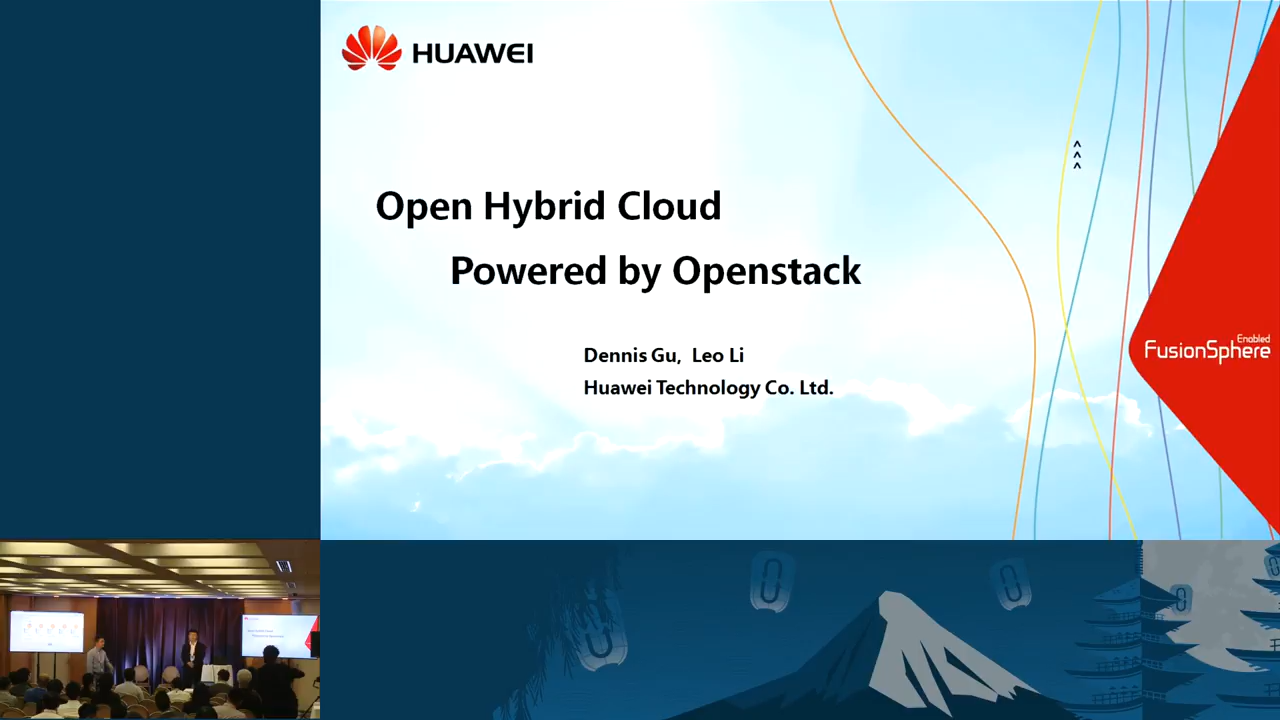 HUAWEI
Open Hybrid Cloud
Powered by Openstack
Dennis Gu, Leo Li
Huawei Technology Co. Ltd.
Enabled
FusionSphere